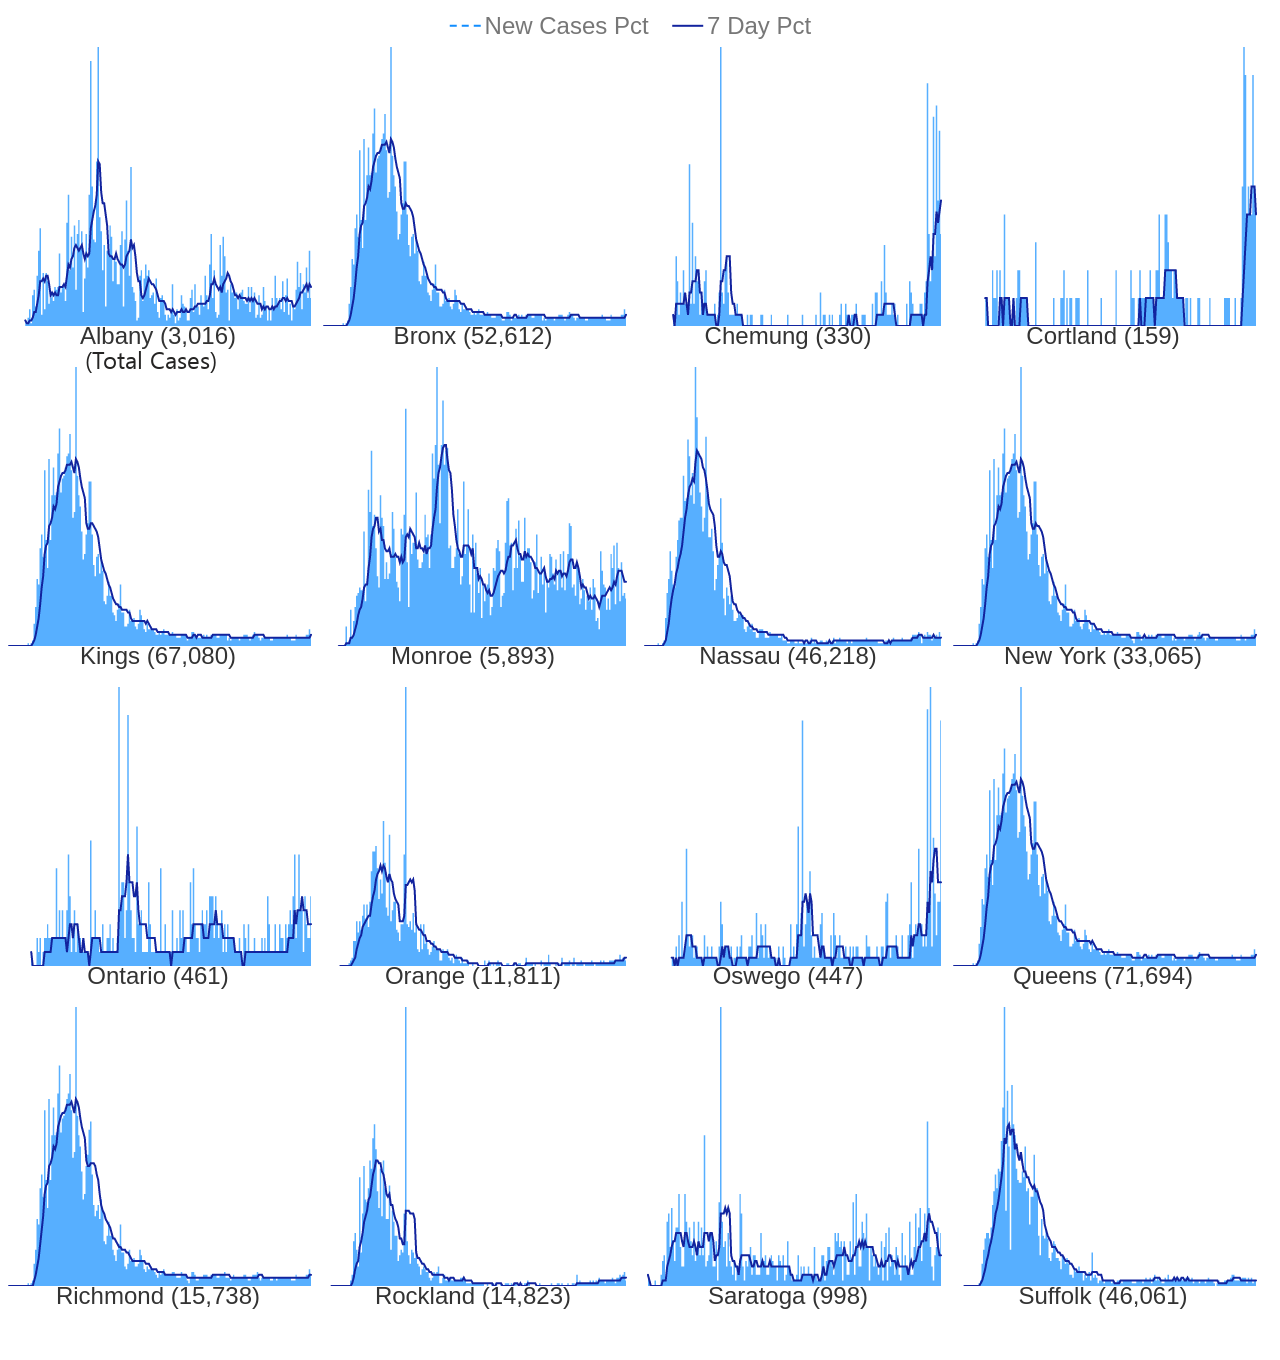 New Cases Pct 7 Day Pct
Albany (3,016) Bronx (52,612) Chemung (330) Cortland (159)
(Total Cases)
Kings (67,080) Monroe (5,893) Nassau (46,218) New York (33,065)
Ontario (461) Orange (11,811) Oswego (447) Queens (71,694)
Richmond (15,738) Rockland (14,823) Saratoga (998) Suffolk (46,061)